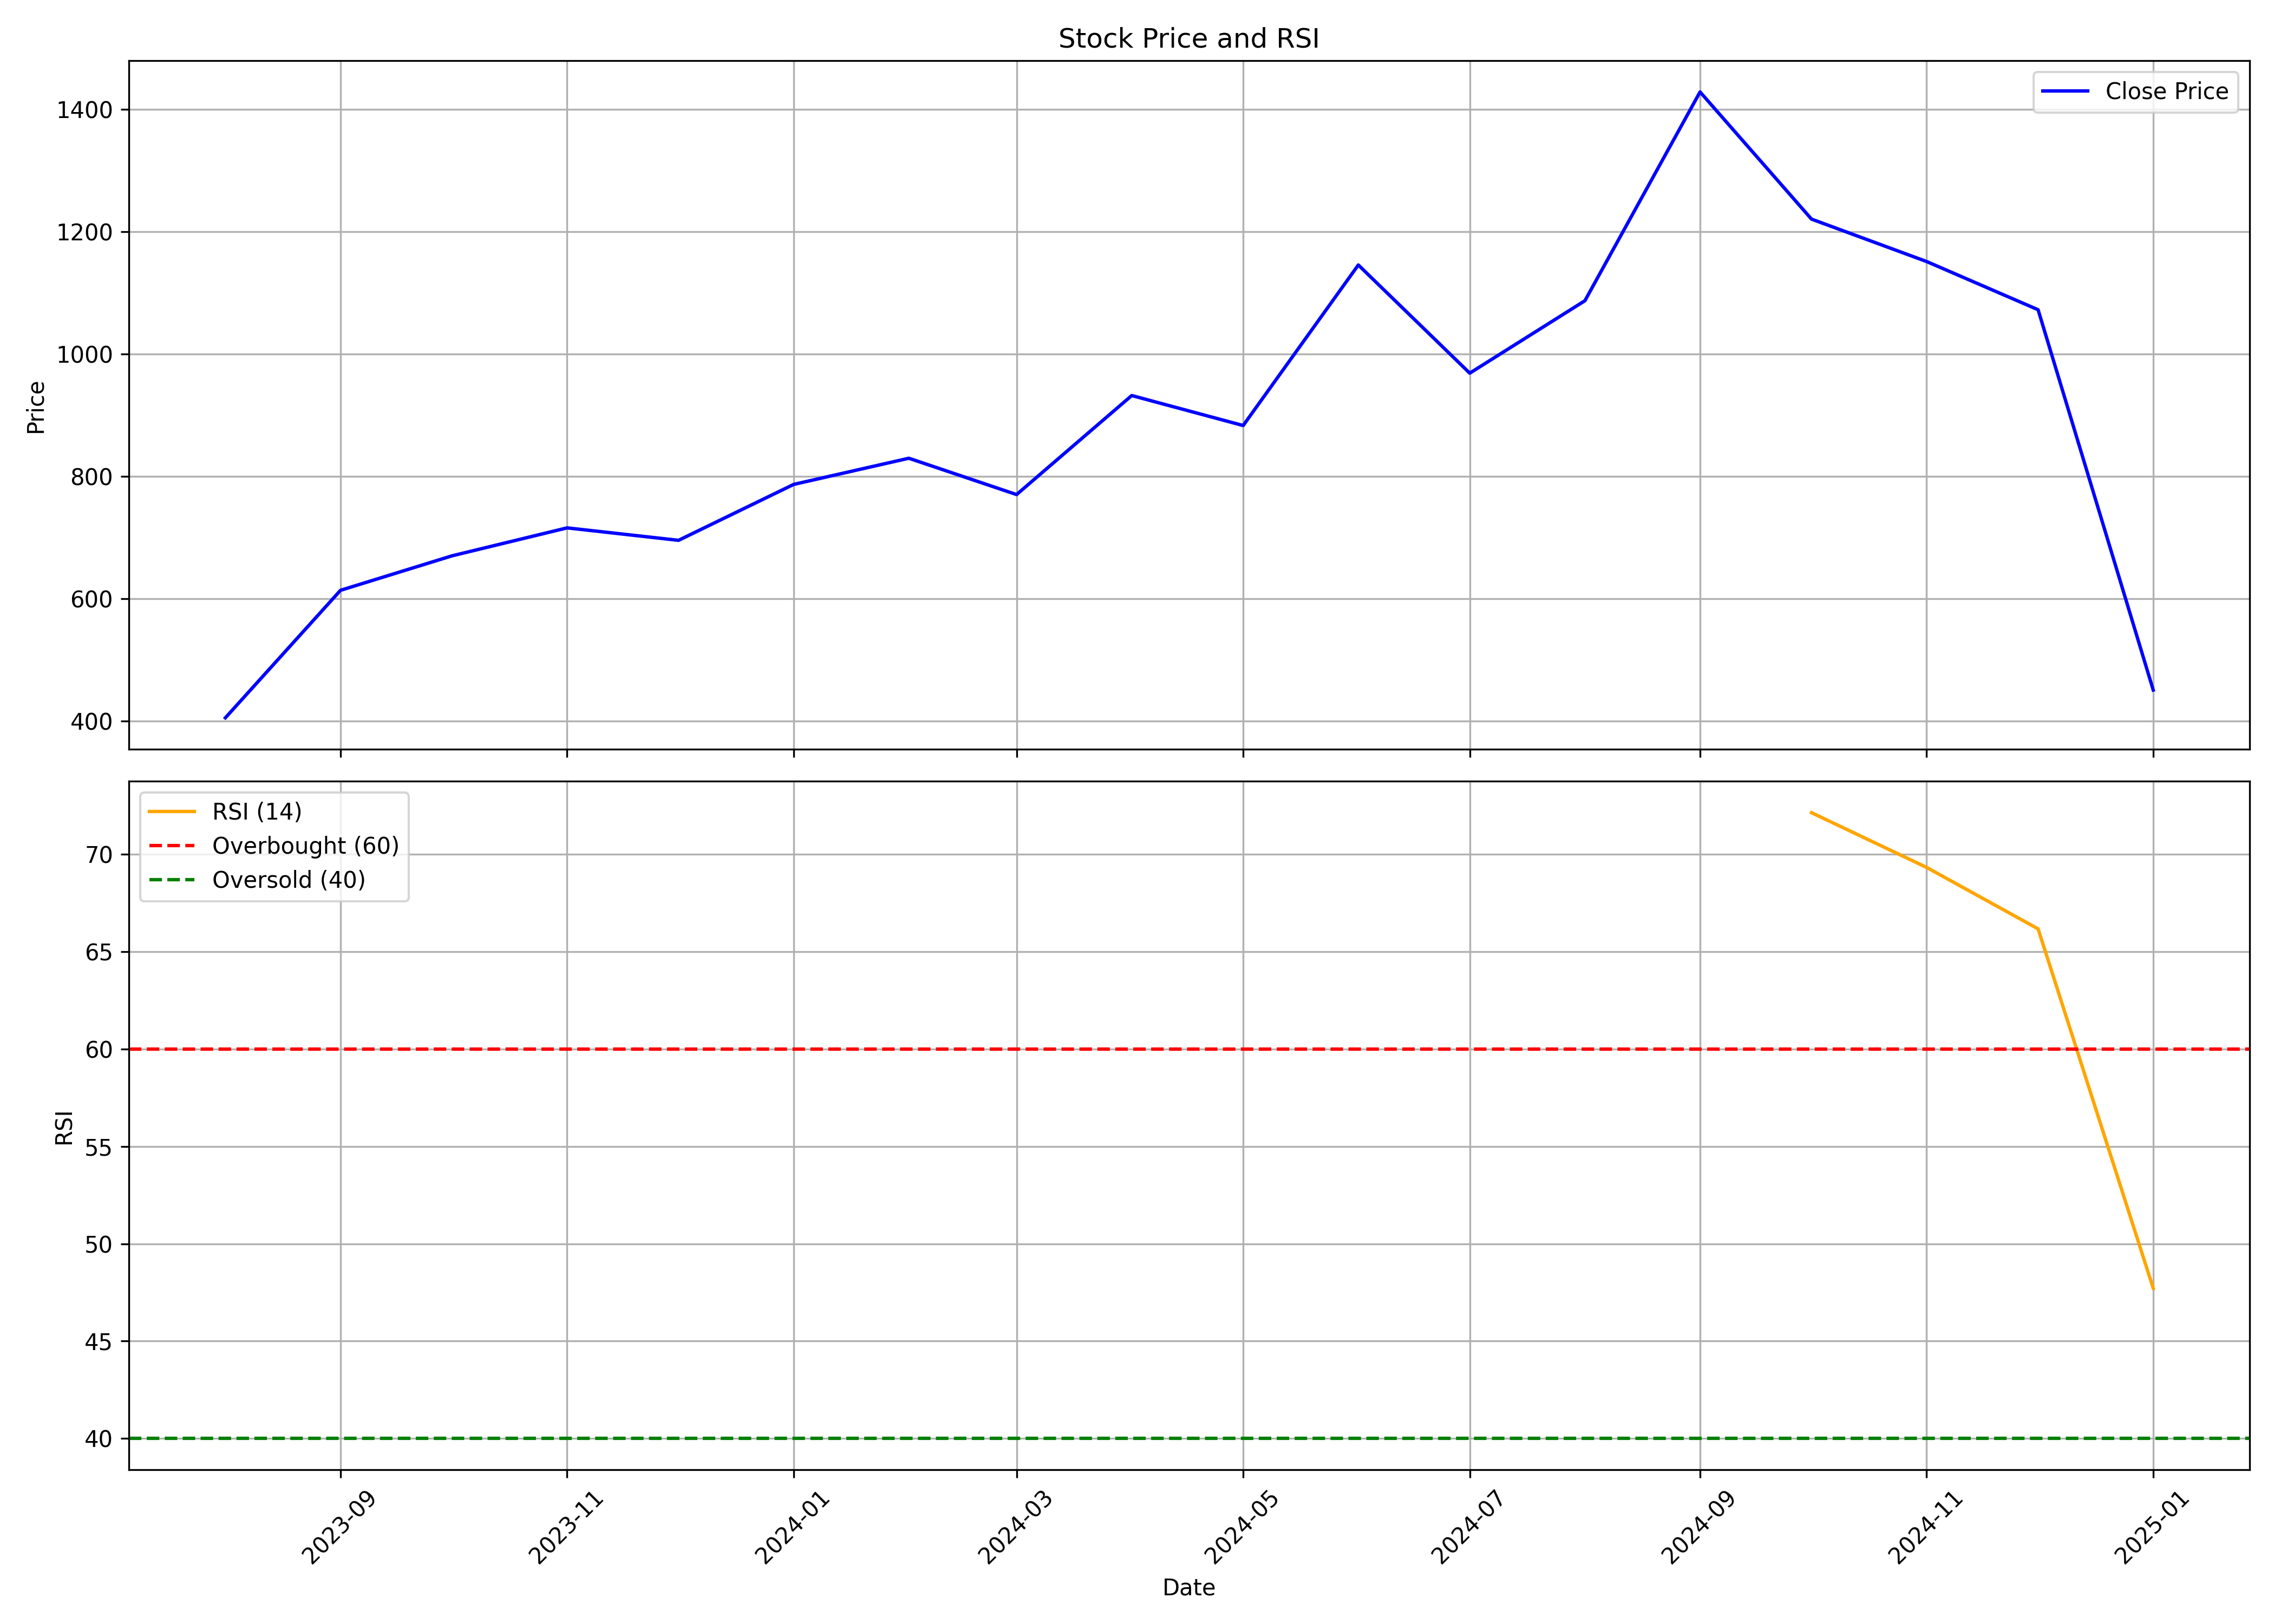 Stock Price and RSI
Close Price
1400
1200
1000
800
600
400
Price
RSI (14)
Overbought (60)
Oversold (40)
70
65
60
55
50
45
40
RSI
2023-09
2023-11
2024-01
2024-03
2024-05
2024-07
2024-09
2024-11
2025-01
Date